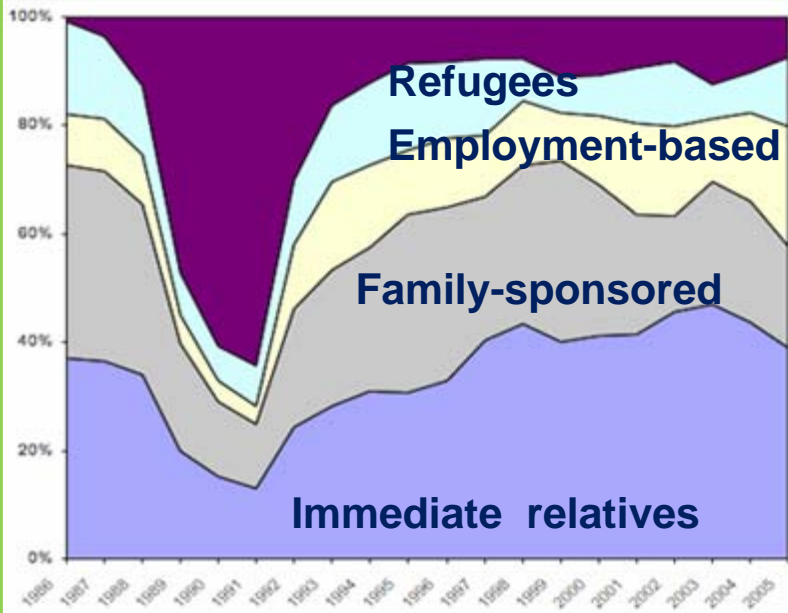 100%
80%
60%
40%
20%
0%
Refugees
Employment-based
Family-sponsored
Immediate relatives
1986 1987 1988 1989 1990 1991 1992 1993 1994 1995 1996 1997 1998 1999 2000 2001 2002 2003 2004 2005